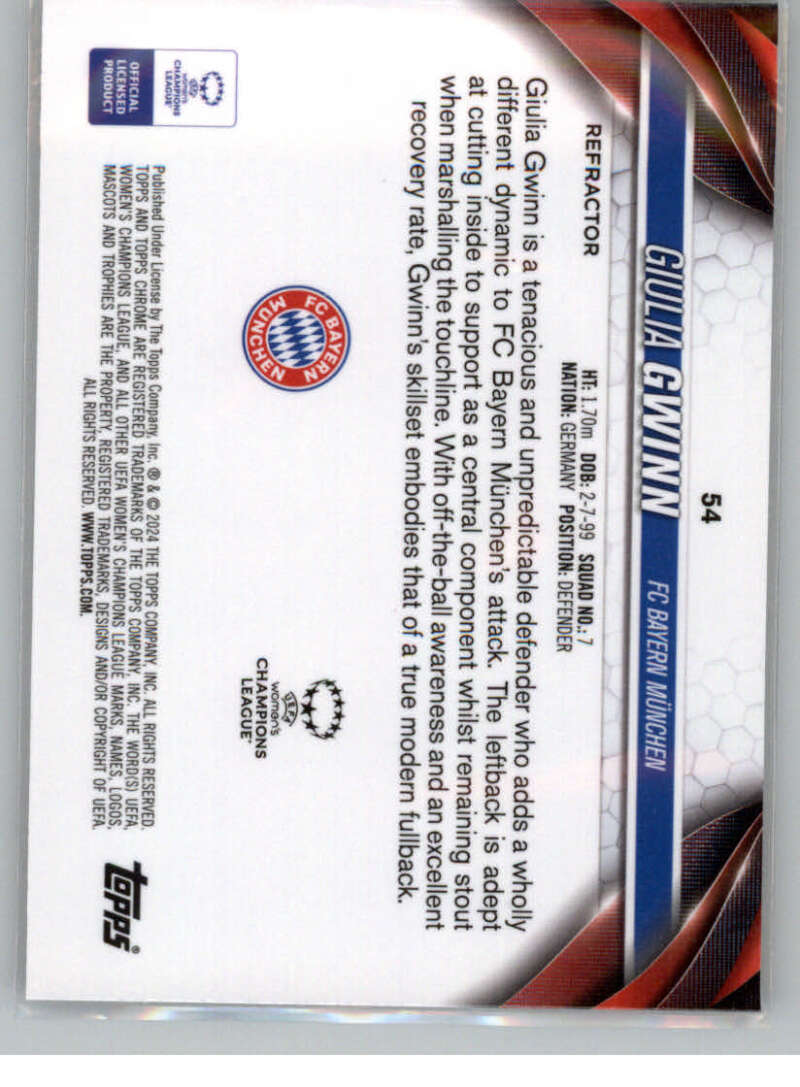 54
GIULIA GWINN FC BAYERN MÜNCHEN
REFRACTOR
HT: 1.70m DOB: 2-7-99 SQUAD NO.: 7
NATION: GERMANY POSITION: DEFENDER
Giulia Gwinn is a tenacious and unpredictable defender who adds a wholly
different dynamic to FC Bayern München's attack. The leftback is adept
at cutting inside to support as a central component whilst remaining stout
when marshalling the touchline. With off-the-ball awareness and an excellent
recovery rate, Gwinn's skillset embodies that of a true modern fullback.
FC BAYERN
MÜNCHEN
UEFA
women's
CHAMPIONS
LEAGUE™
UEFA
women's
CHAMPIONS
LEAGUE™
OFFICIAL
LICENSED
PRODUCT
Published Under License by The Topps Company, Inc. ® & © 2024 THE TOPPS COMPANY, INC. ALL RIGHTS RESERVED.
TOPPS AND TOPPS CHROME ARE REGISTERED TRADEMARKS OF THE TOPPS COMPANY, INC. THE WORD(S) UEFA,
WOMEN'S CHAMPIONS LEAGUE, AND ALL OTHER UEFA WOMEN'S CHAMPIONS LEAGUE MARKS, NAMES, LOGOS,
MASCOTS AND TROPHIES ARE THE PROPERTY, REGISTERED TRADEMARKS, DESIGNS AND/OR COPYRIGHT OF UEFA.
ALL RIGHTS RESERVED. WWW.TOPPS.COM.
topps®